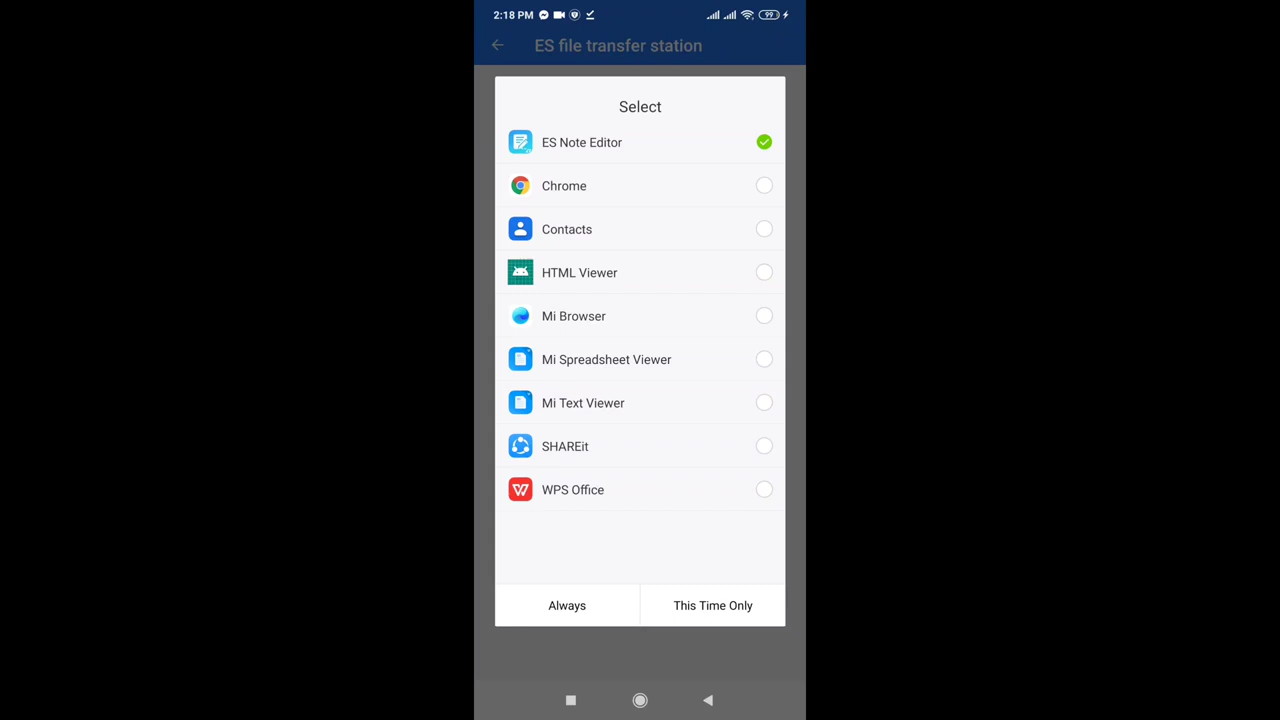 2:18 PM 99
ES file transfer station
Select
ES Note Editor
Chrome
Contacts
HTML Viewer
Mi Browser
Mi Spreadsheet Viewer
Mi Text Viewer
SHAREit
WPS Office
Always This Time Only